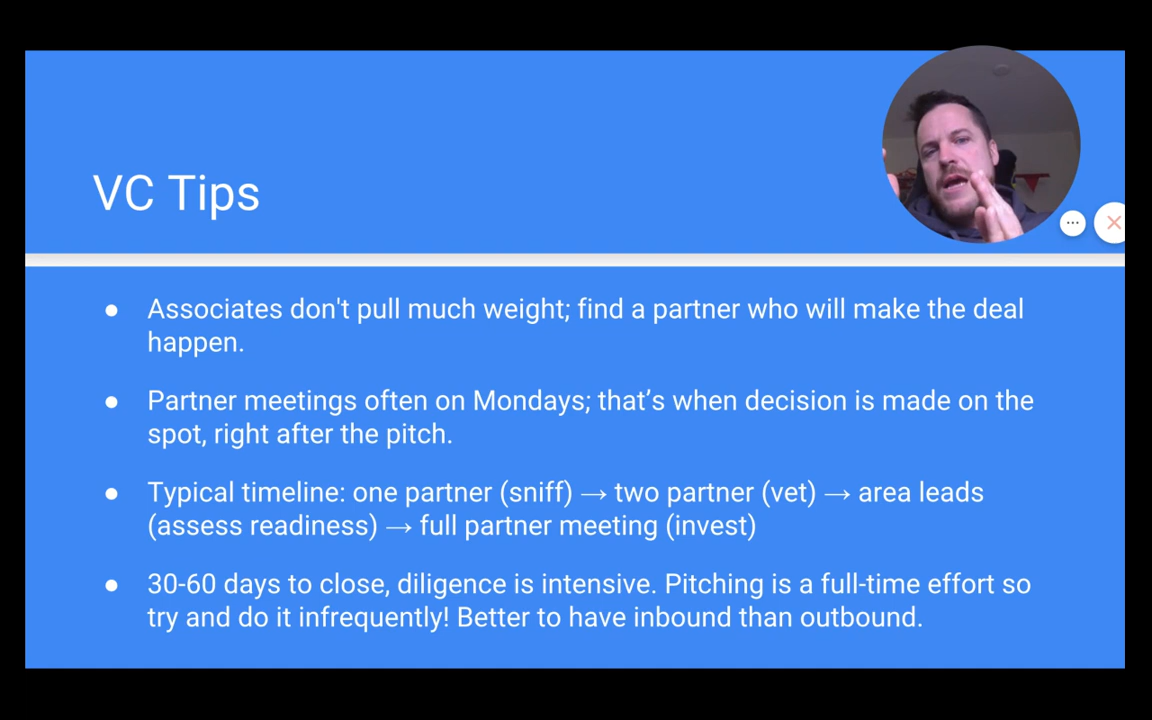 VC Tips
● Associates don't pull much weight; find a partner who will make the deal
happen.
● Partner meetings often on Mondays; that’s when decision is made on the
spot, right after the pitch.
● Typical timeline: one partner (sniff) → two partner (vet) → area leads
(assess readiness) → full partner meeting (invest)
● 30-60 days to close, diligence is intensive. Pitching is a full-time effort so
try and do it infrequently! Better to have inbound than outbound.